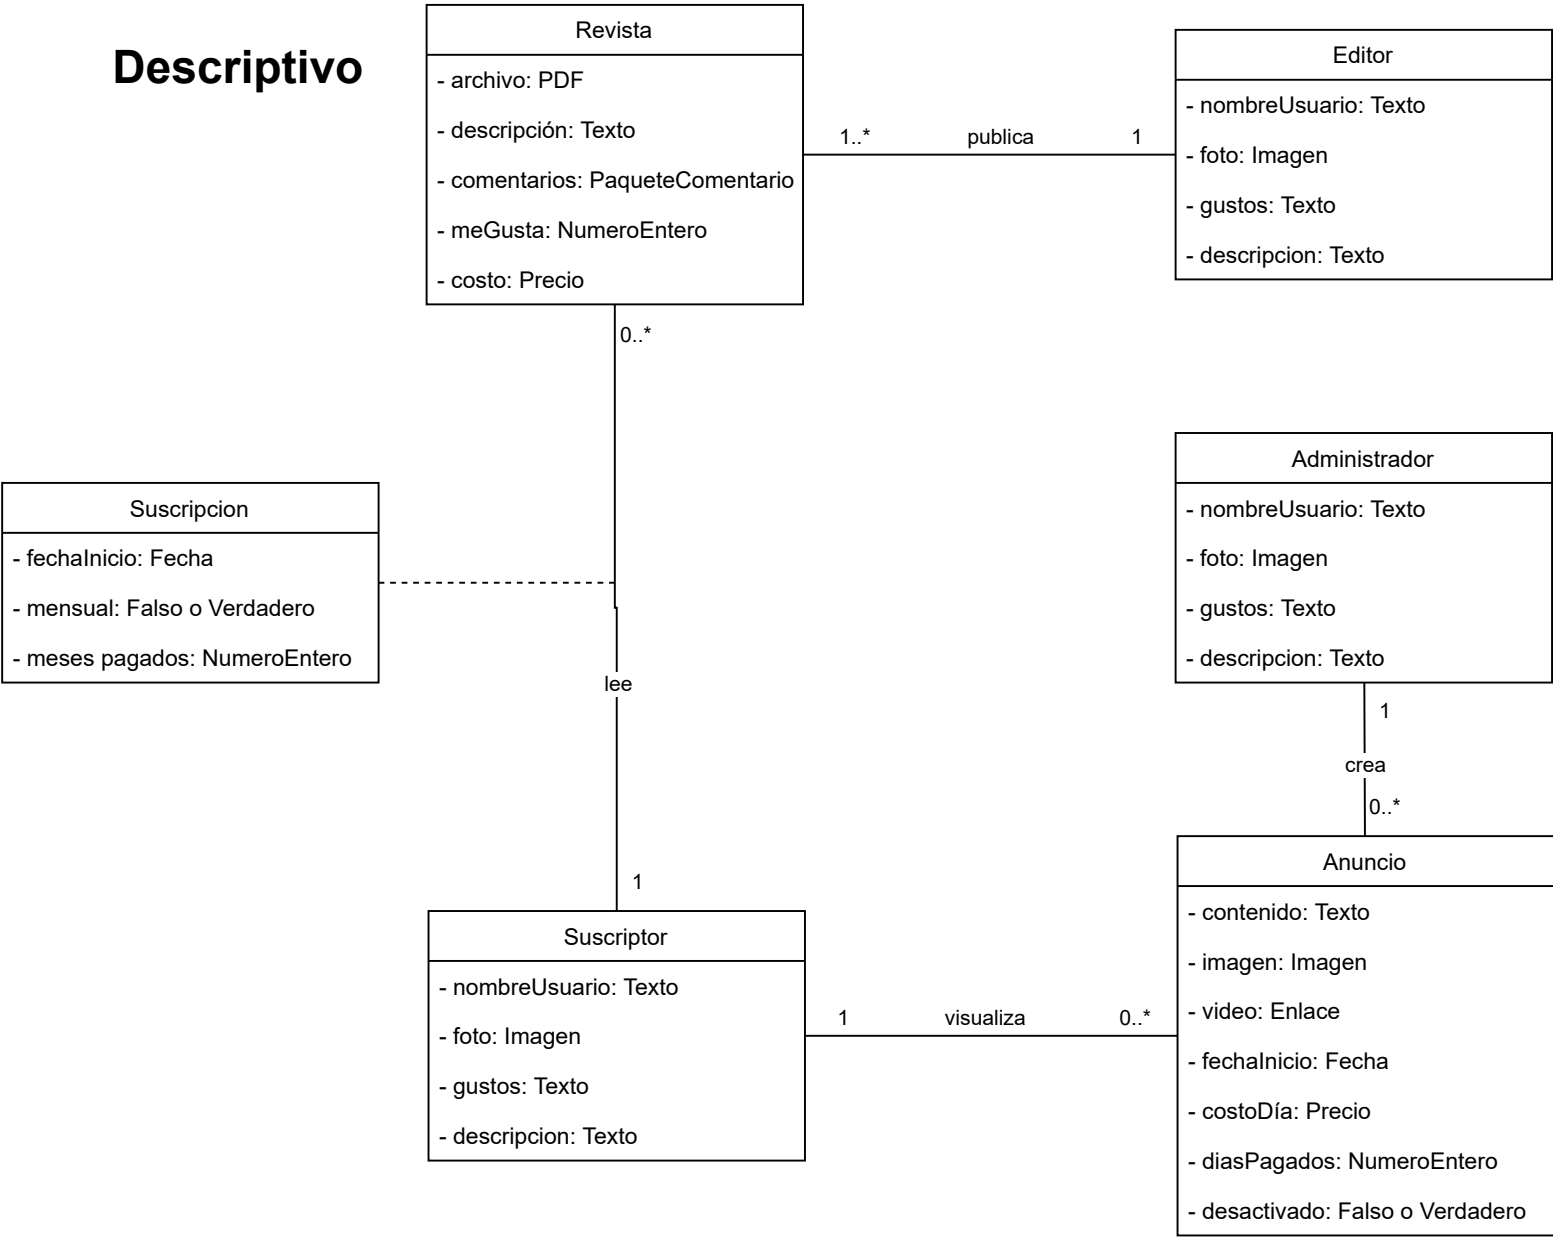 Descriptivo
Revista
- archivo: PDF
- descripción: Texto
- comentarios: PaqueteComentario
- meGusta: NumeroEntero
- costo: Precio
1..*
publica
1
Editor
- nombreUsuario: Texto
- foto: Imagen
- gustos: Texto
- descripcion: Texto
0..*
Suscripcion
- fechaInicio: Fecha
- mensual: Falso o Verdadero
- meses pagados: NumeroEntero
lee
1
Administrador
- nombreUsuario: Texto
- foto: Imagen
- gustos: Texto
- descripcion: Texto
1
crea
0..*
Suscriptor
- nombreUsuario: Texto
- foto: Imagen
- gustos: Texto
- descripcion: Texto
1
visualiza
0..*
Anuncio
- contenido: Texto
- imagen: Imagen
- video: Enlace
- fechaInicio: Fecha
- costoDía: Precio
- diasPagados: NumeroEntero
- desactivado: Falso o Verdadero